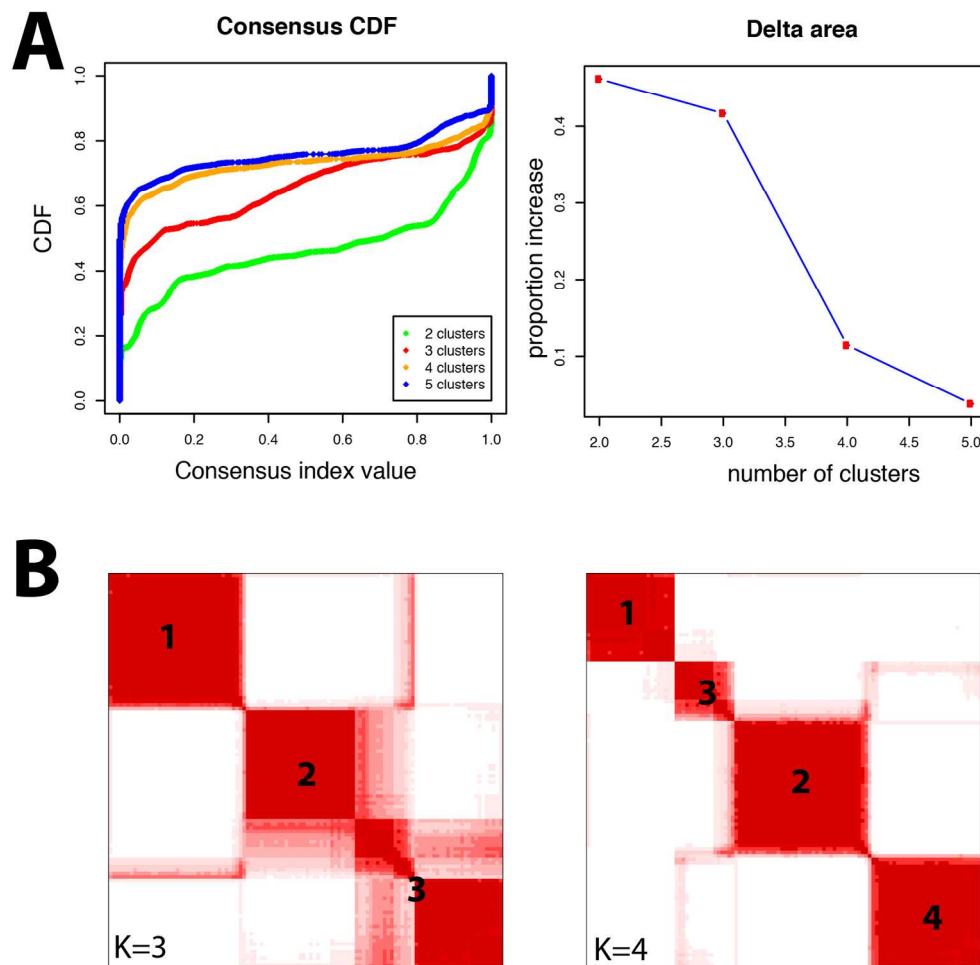 A
Consensus CDF
CDF
0.0 0.2 0.4 0.6 0.8 1.0
0.0 0.2 0.4 0.6 0.8 1.0
Consensus index value
2 clusters
3 clusters
4 clusters
5 clusters
Delta area
proportion increase
0.1 0.2 0.3 0.4
2.0 2.5 3.0 3.5 4.0 4.5 5.0
number of clusters
B
1
2
3
K=3
1
3
2
4
K=4